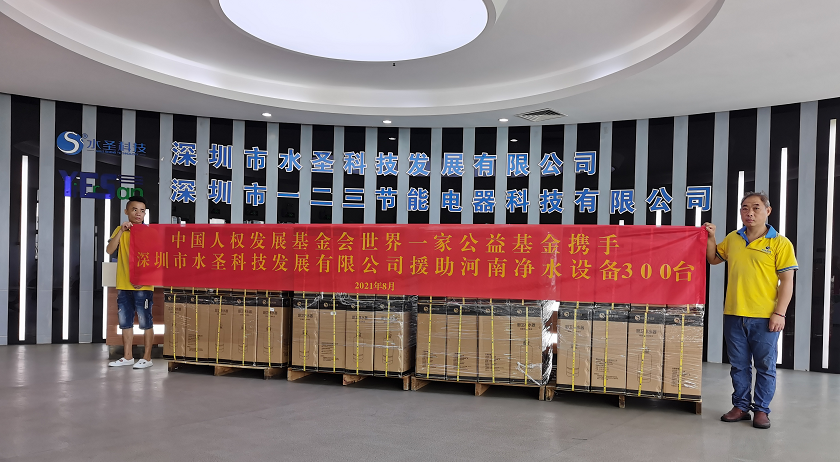 水圣科技
深圳市水圣科技发展有限公司
深圳市一二三节能电器科技有限公司
中国人权发展基金会世界一家公益基金携手
深圳市水圣科技发展有限公司援助河南净水设备300台
2021年8月